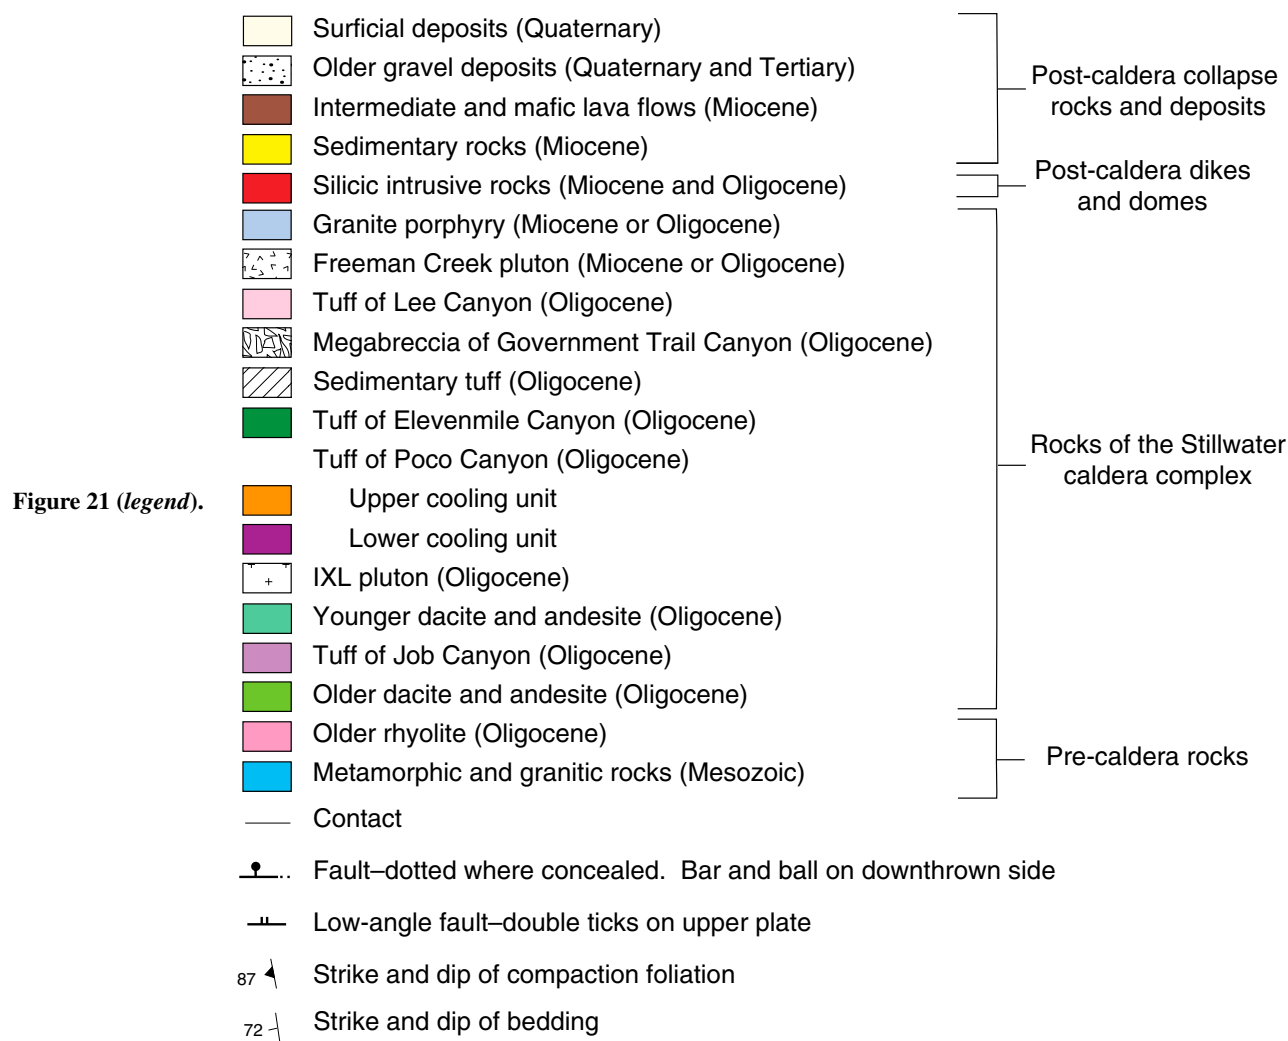 Surficial deposits (Quaternary)
Older gravel deposits (Quaternary and Tertiary)
Intermediate and mafic lava flows (Miocene)
Sedimentary rocks (Miocene)
Post-caldera collapse
rocks and deposits
Silicic intrusive rocks (Miocene and Oligocene)
Post-caldera dikes
and domes
Granite porphyry (Miocene or Oligocene)
Freeman Creek pluton (Miocene or Oligocene)
Tuff of Lee Canyon (Oligocene)
Megabreccia of Government Trail Canyon (Oligocene)
Sedimentary tuff (Oligocene)
Tuff of Elevenmile Canyon (Oligocene)
Tuff of Poco Canyon (Oligocene)
Figure 21 (legend).
Upper cooling unit
Lower cooling unit
IXL pluton (Oligocene)
Younger dacite and andesite (Oligocene)
Tuff of Job Canyon (Oligocene)
Older dacite and andesite (Oligocene)
Rocks of the Stillwater
caldera complex
Older rhyolite (Oligocene)
Metamorphic and granitic rocks (Mesozoic)
Pre-caldera rocks
Contact
Fault–dotted where concealed. Bar and ball on downthrown side
Low-angle fault–double ticks on upper plate
87 Strike and dip of compaction foliation
72 Strike and dip of bedding